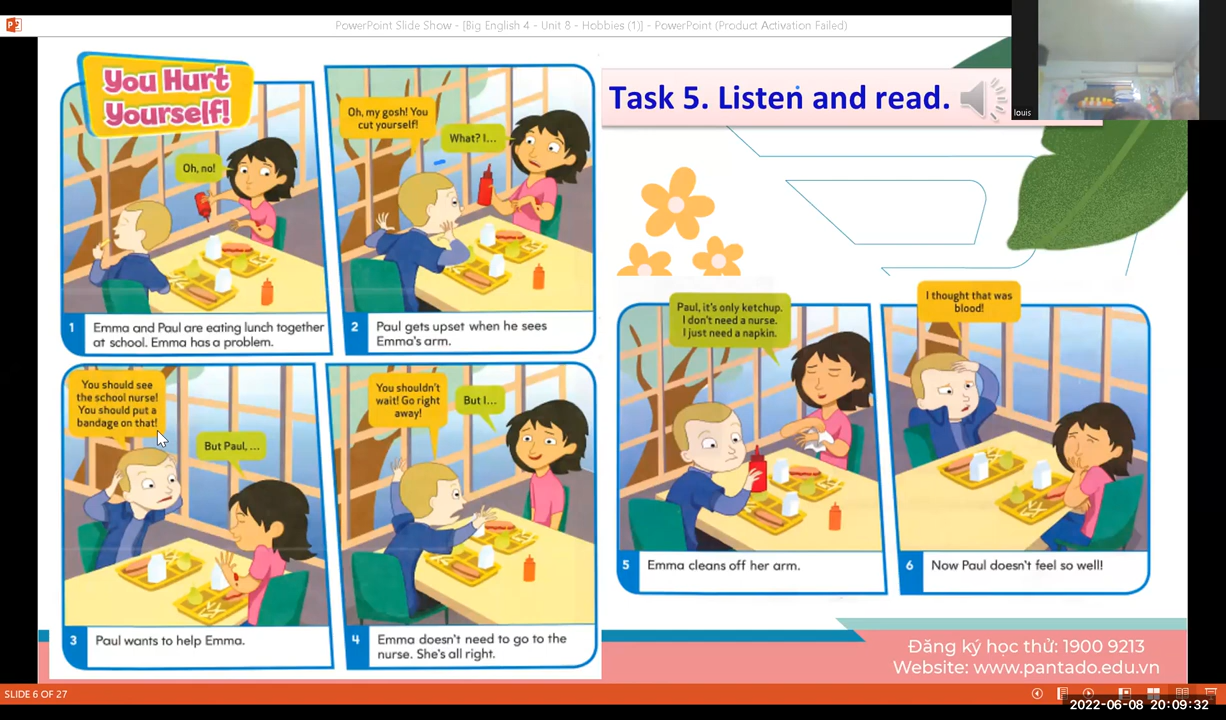 PowerPoint Slide Show - [Big English 4 - Unit 8 - Hobbies (1)] - PowerPoint (Product Activation Failed)
louis
Task 5. Listen and read.
You Hurt
Yourself!
Oh, no!
1
Emma and Paul are eating lunch together
at school. Emma has a problem.
Oh, my gosh! You
cut yourself!
What? I...
2
Paul gets upset when he sees
Emma's arm.
You should see
the school nurse!
You should put a
bandage on that!
But Paul, ...
3
Paul wants to help Emma.
You shouldn't
wait! Go right
away!
But I...
4
Emma doesn't need to go to the
nurse. She's all right.
Paul, it's only ketchup.
I don't need a nurse.
I just need a napkin.
5
Emma cleans off her arm.
I thought that was
blood!
6
Now Paul doesn't feel so well!
Đăng ký học thử: 1900 9213
Website: www.pantado.edu.vn
SLIDE 6 OF 27
2022-06-08 20:09:32